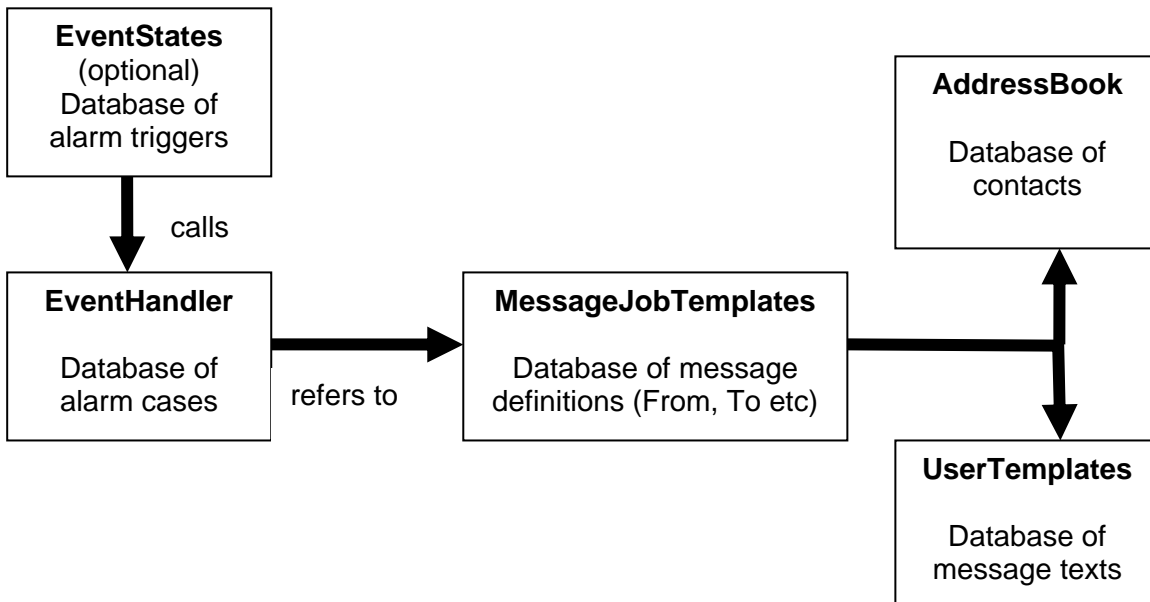 EventStates
(optional)
Database of
alarm triggers
calls
EventHandler
Database of
alarm cases
refers to
MessageJobTemplates
Database of message
definitions (From, To etc)
AddressBook
Database of
contacts
UserTemplates
Database of
message texts